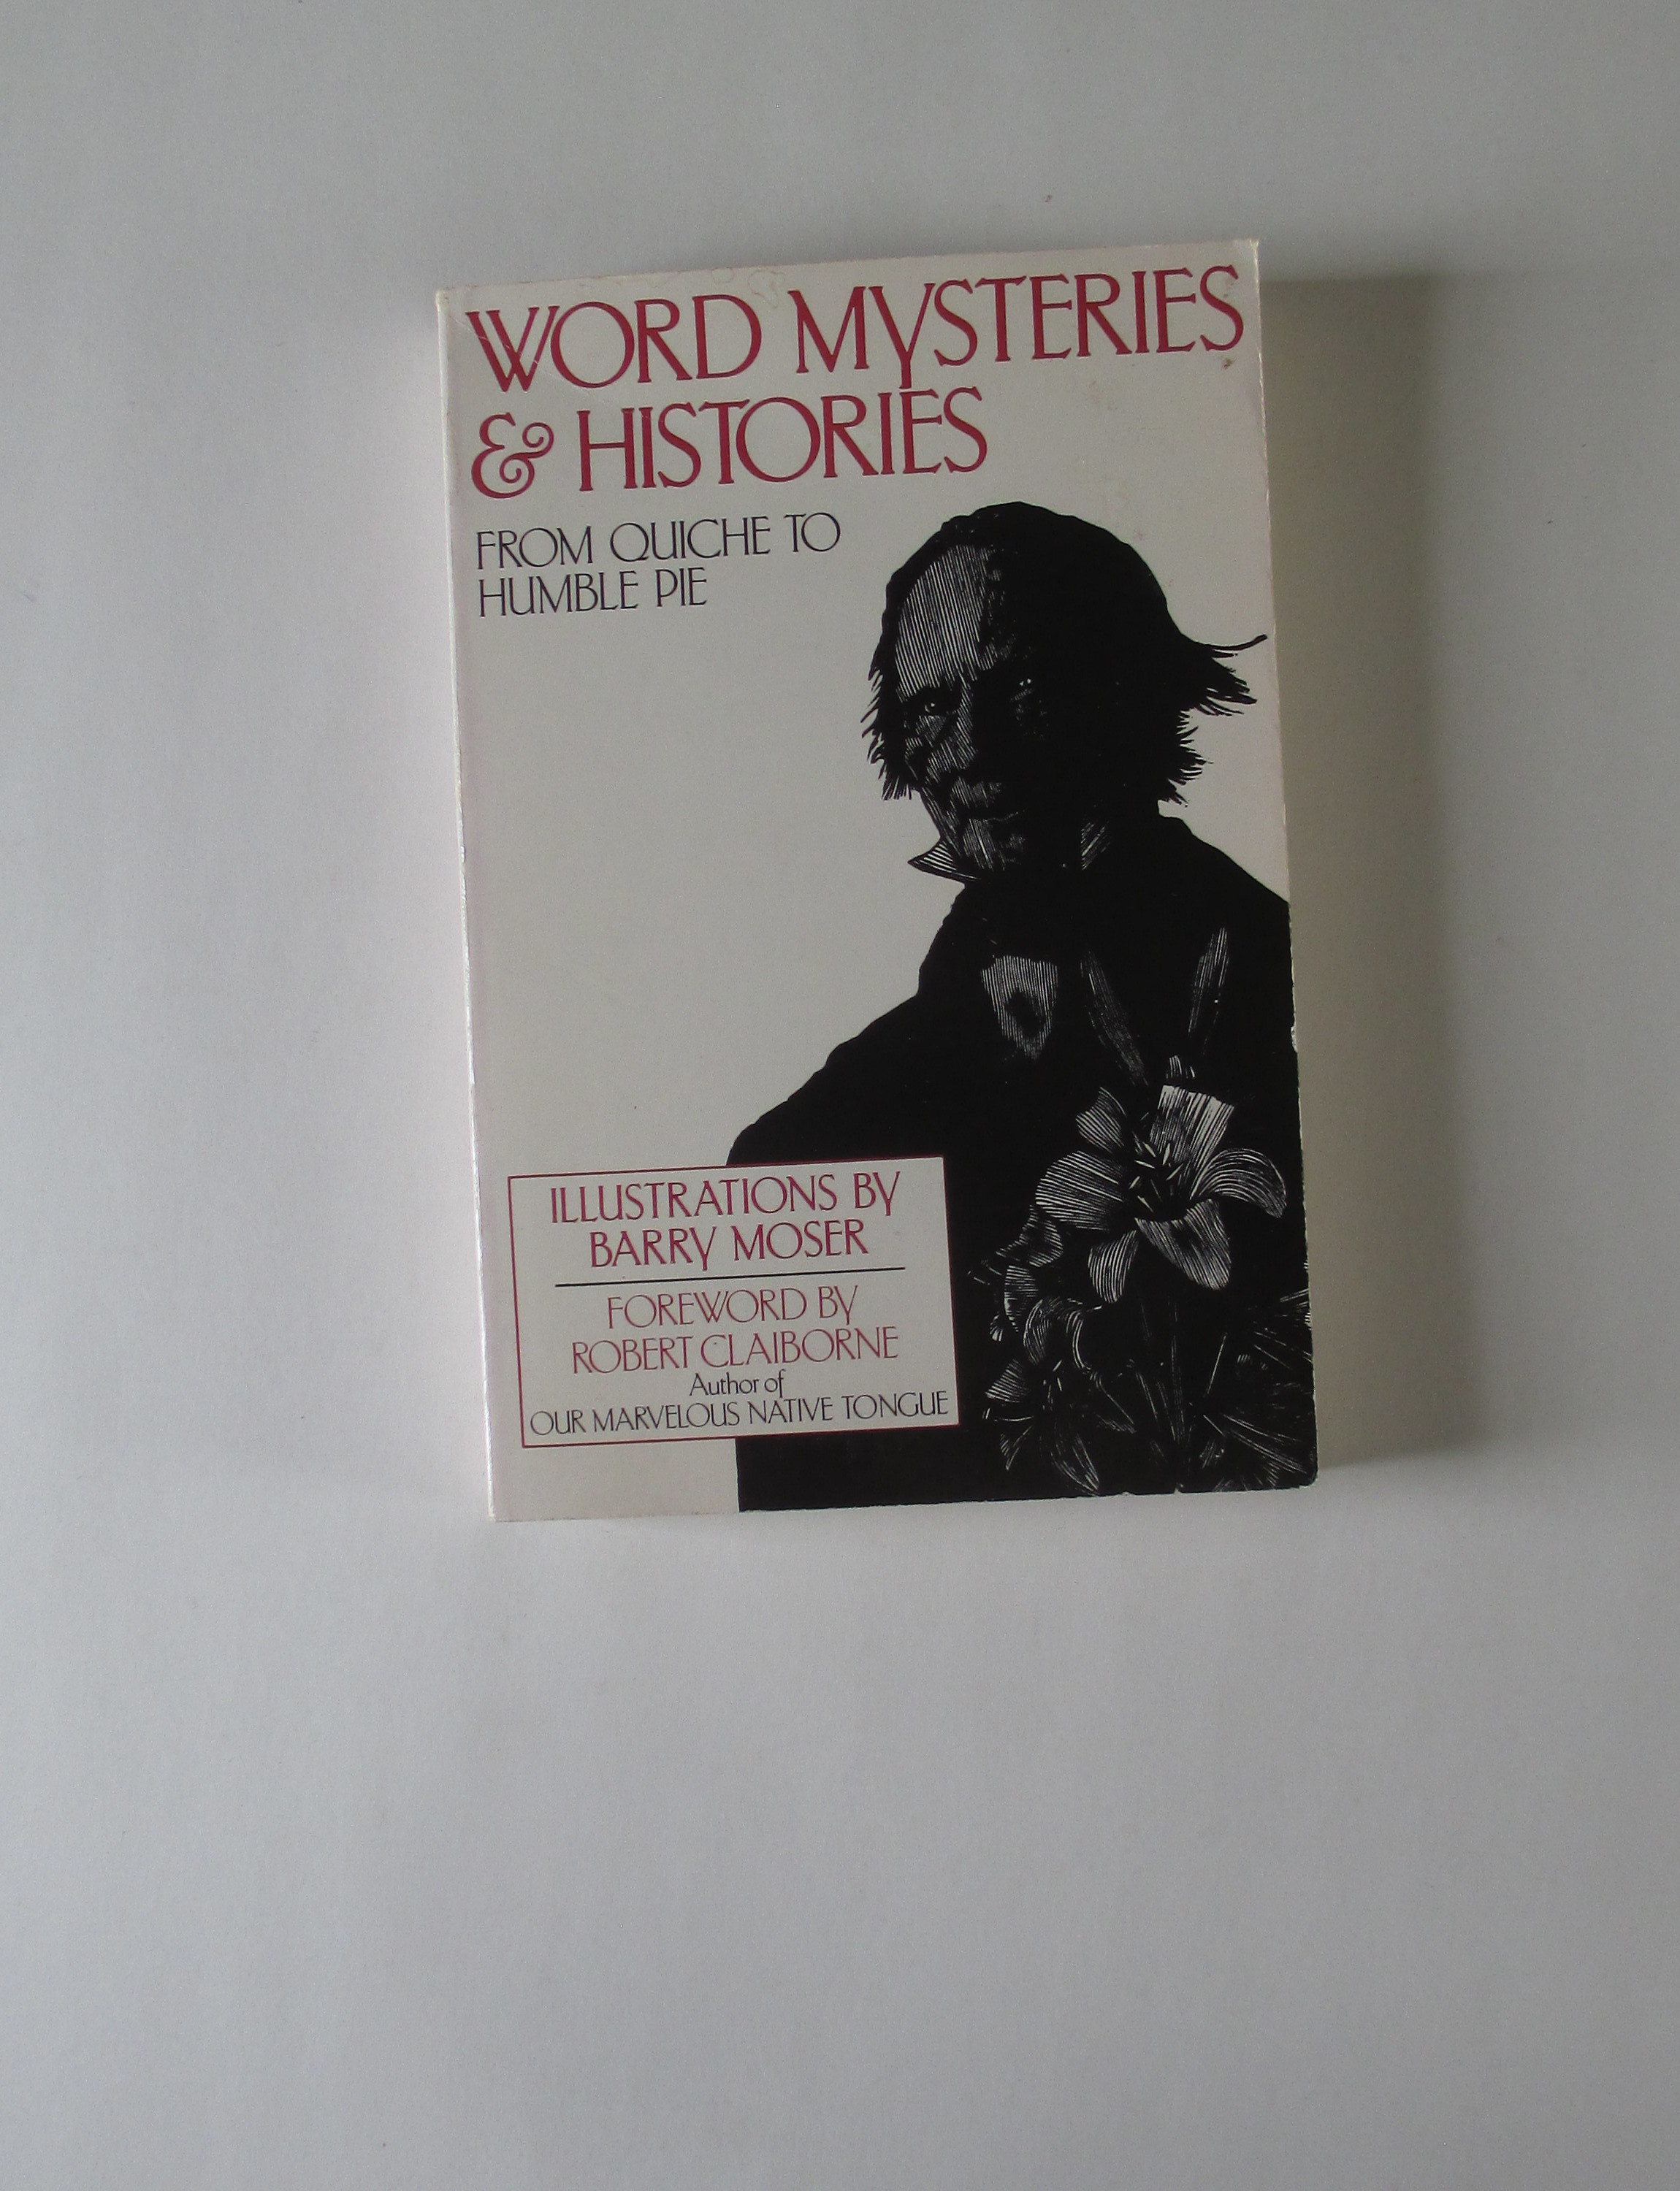 WORD MYSTERIES
& HISTORIES
FROM QUICHE TO
HUMBLE PIE
ILLUSTRATIONS BY
BARRY MOSER
FOREWORD BY
ROBERT CLAIBORNE
Author of
OUR MARVELOUS NATIVE TONGUE